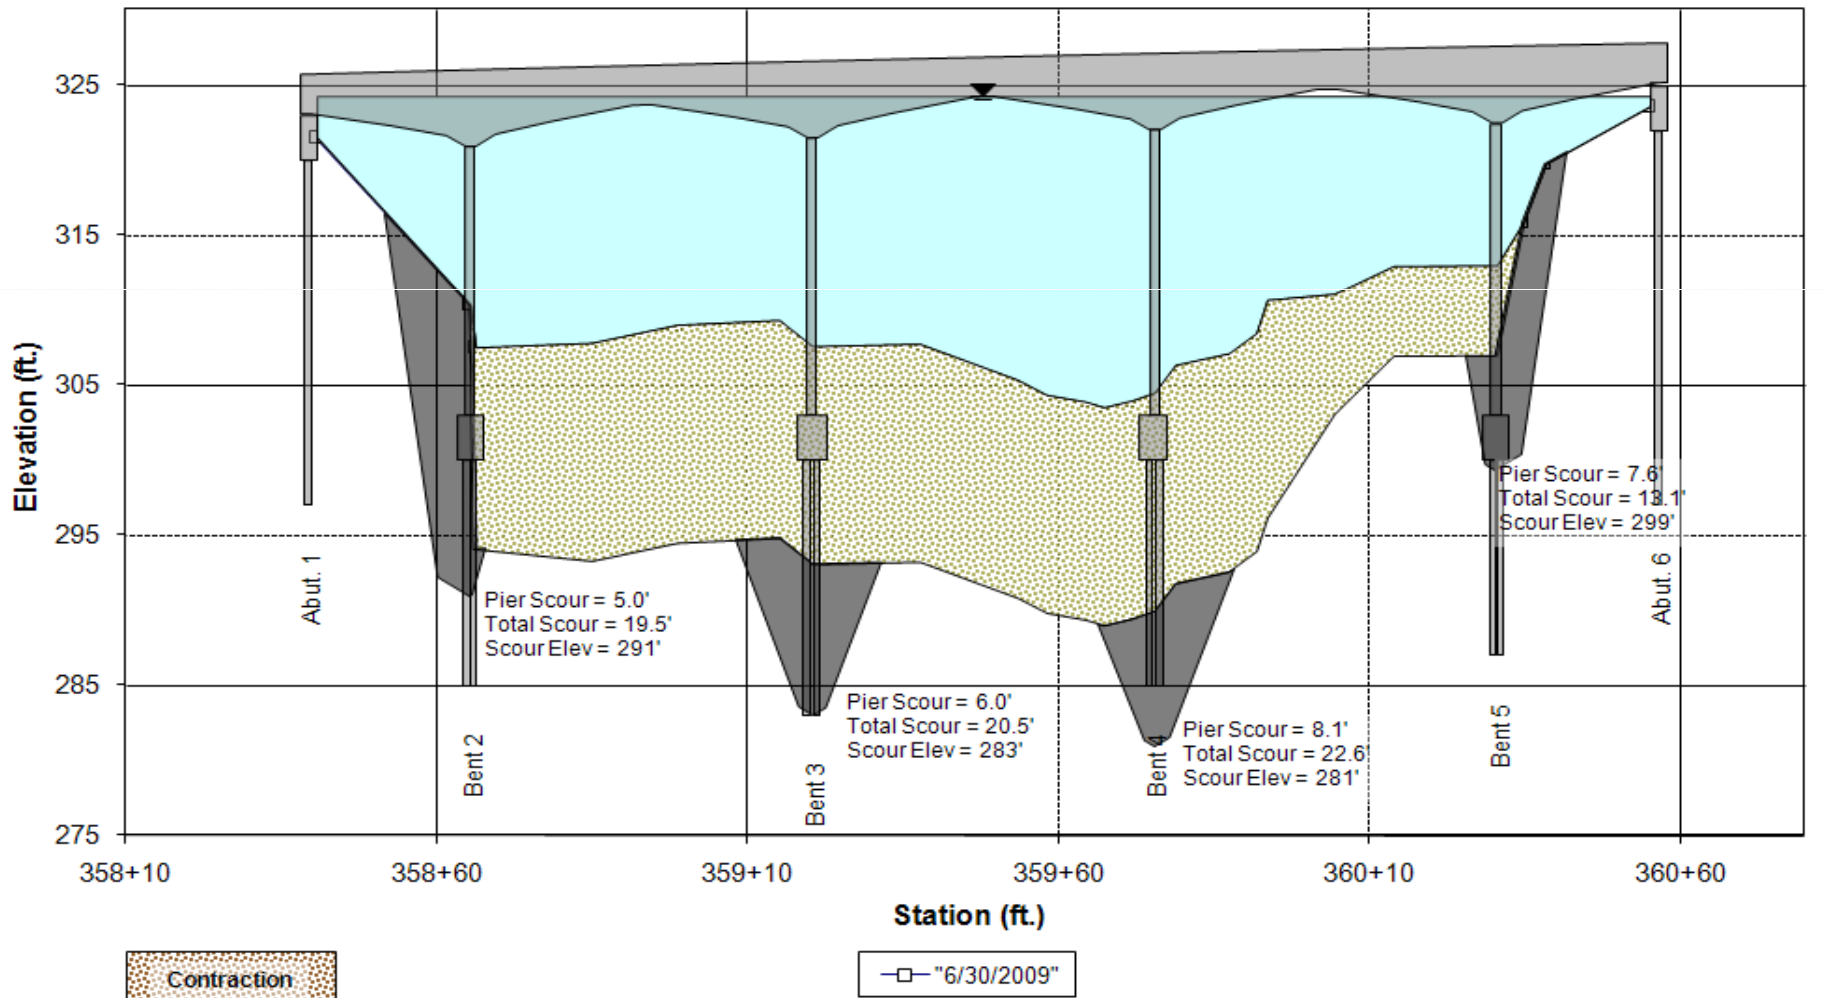 325
315
305
295
285
275
Elevation (ft.)
Abut. 1
Bent 2
Pier Scour = 5.0'
Total Scour = 19.5'
Scour Elev = 291'
Bent 3
Pier Scour = 6.0'
Total Scour = 20.5'
Scour Elev = 283'
Bent 4
Pier Scour = 8.1'
Total Scour = 22.6'
Scour Elev = 281'
Bent 5
Pier Scour = 7.6'
Total Scour = 13.1'
Scour Elev = 299'
Abut. 6
358+10 358+60 359+10 359+60 360+10 360+60
Station (ft.)
Contraction
"6/30/2009"